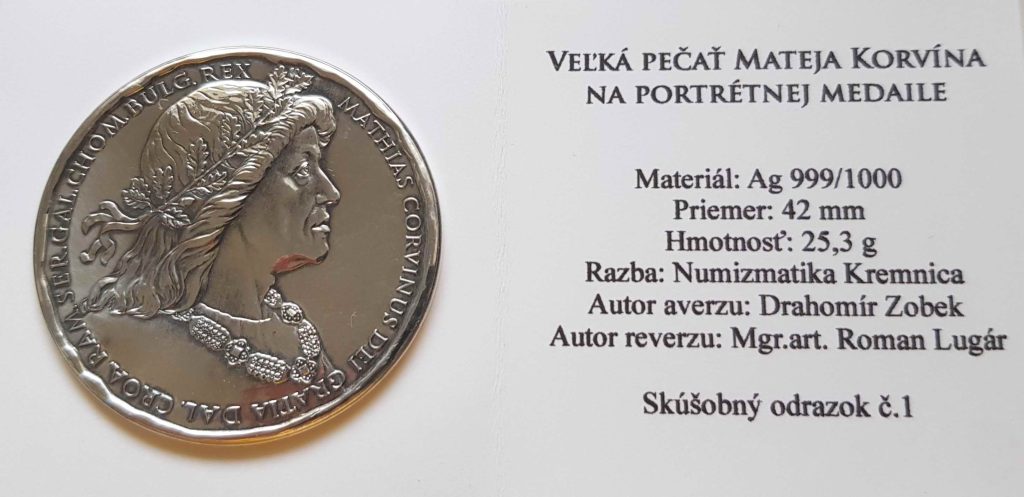 MATHIAS CORVINUS DEI GRATIA DAL. CROA RAM. SER. GAL. CHOM. BULG. REX
VEĽKÁ PEČAŤ MATEJA KORVÍNA
NA PORTRÉTNEJ MEDAILE
Materiál: Ag 999/1000
Priemer: 42 mm
Hmotnosť: 25,3 g
Razba: Numizmatika Kremnica
Autor averzu: Drahomír Zobek
Autor reverzu: Mgr.art. Roman Lugár
Skúšobný odrazok č.1